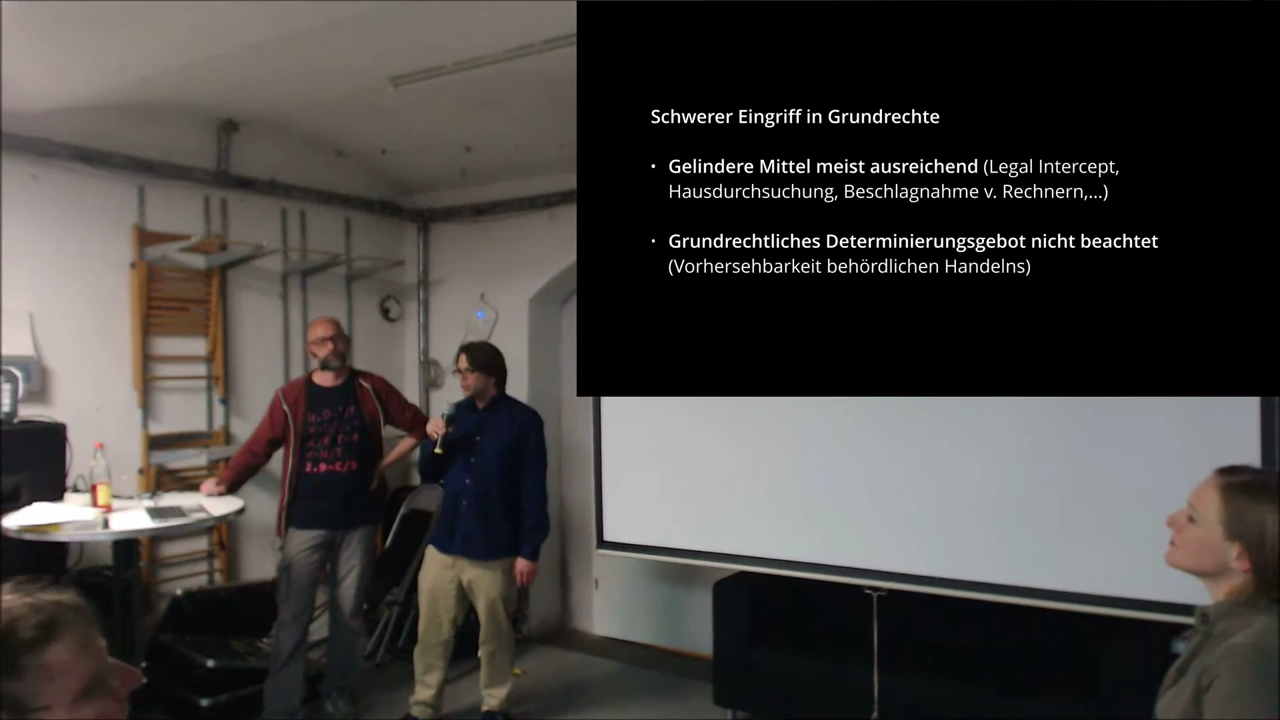 Schwerer Eingriff in Grundrechte
• Gelindere Mittel meist ausreichend (Legal Intercept,
Hausdurchsuchung, Beschlagnahme v. Rechnern,...)
• Grundrechtliches Determinierungsgebot nicht beachtet
(Vorhersehbarkeit behördlichen Handelns)